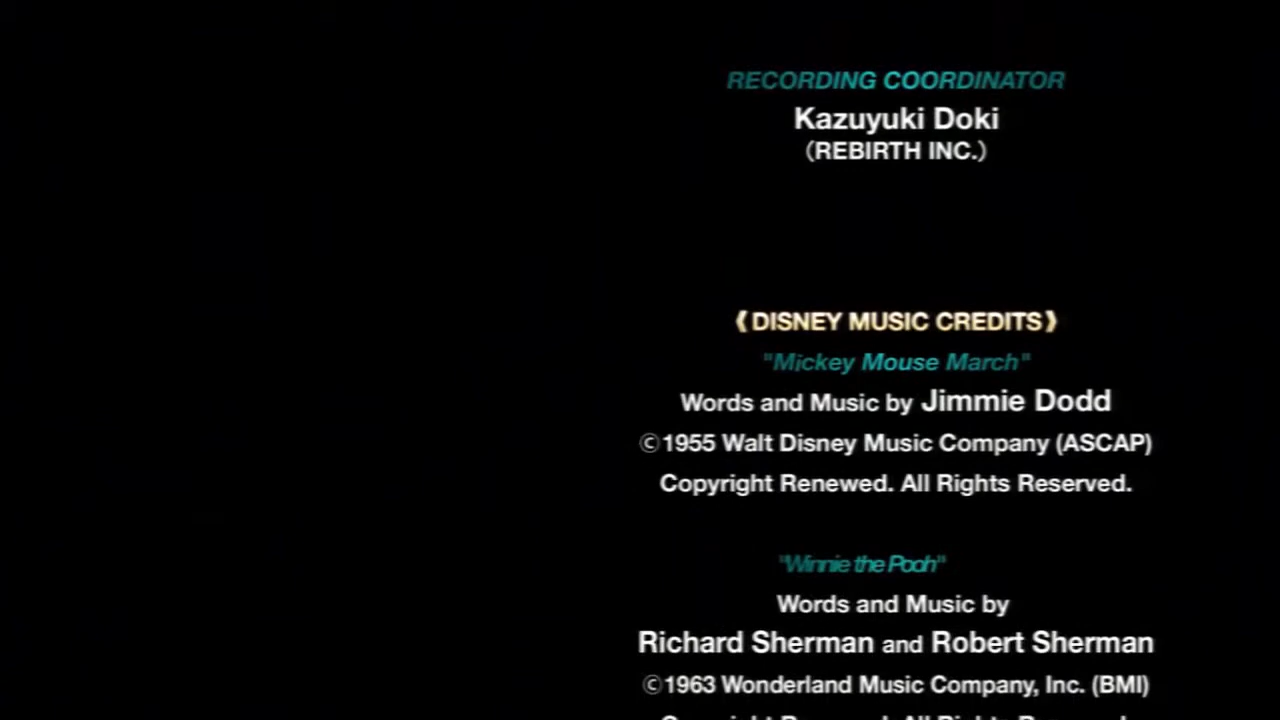 RECORDING COORDINATOR
Kazuyuki Doki
(REBIRTH INC.)
❰DISNEY MUSIC CREDITS❱
"Mickey Mouse March"
Words and Music by Jimmie Dodd
©1955 Walt Disney Music Company (ASCAP)
Copyright Renewed. All Rights Reserved.
"Winnie the Pooh"
Words and Music by
Richard Sherman and Robert Sherman
©1963 Wonderland Music Company, Inc. (BMI)